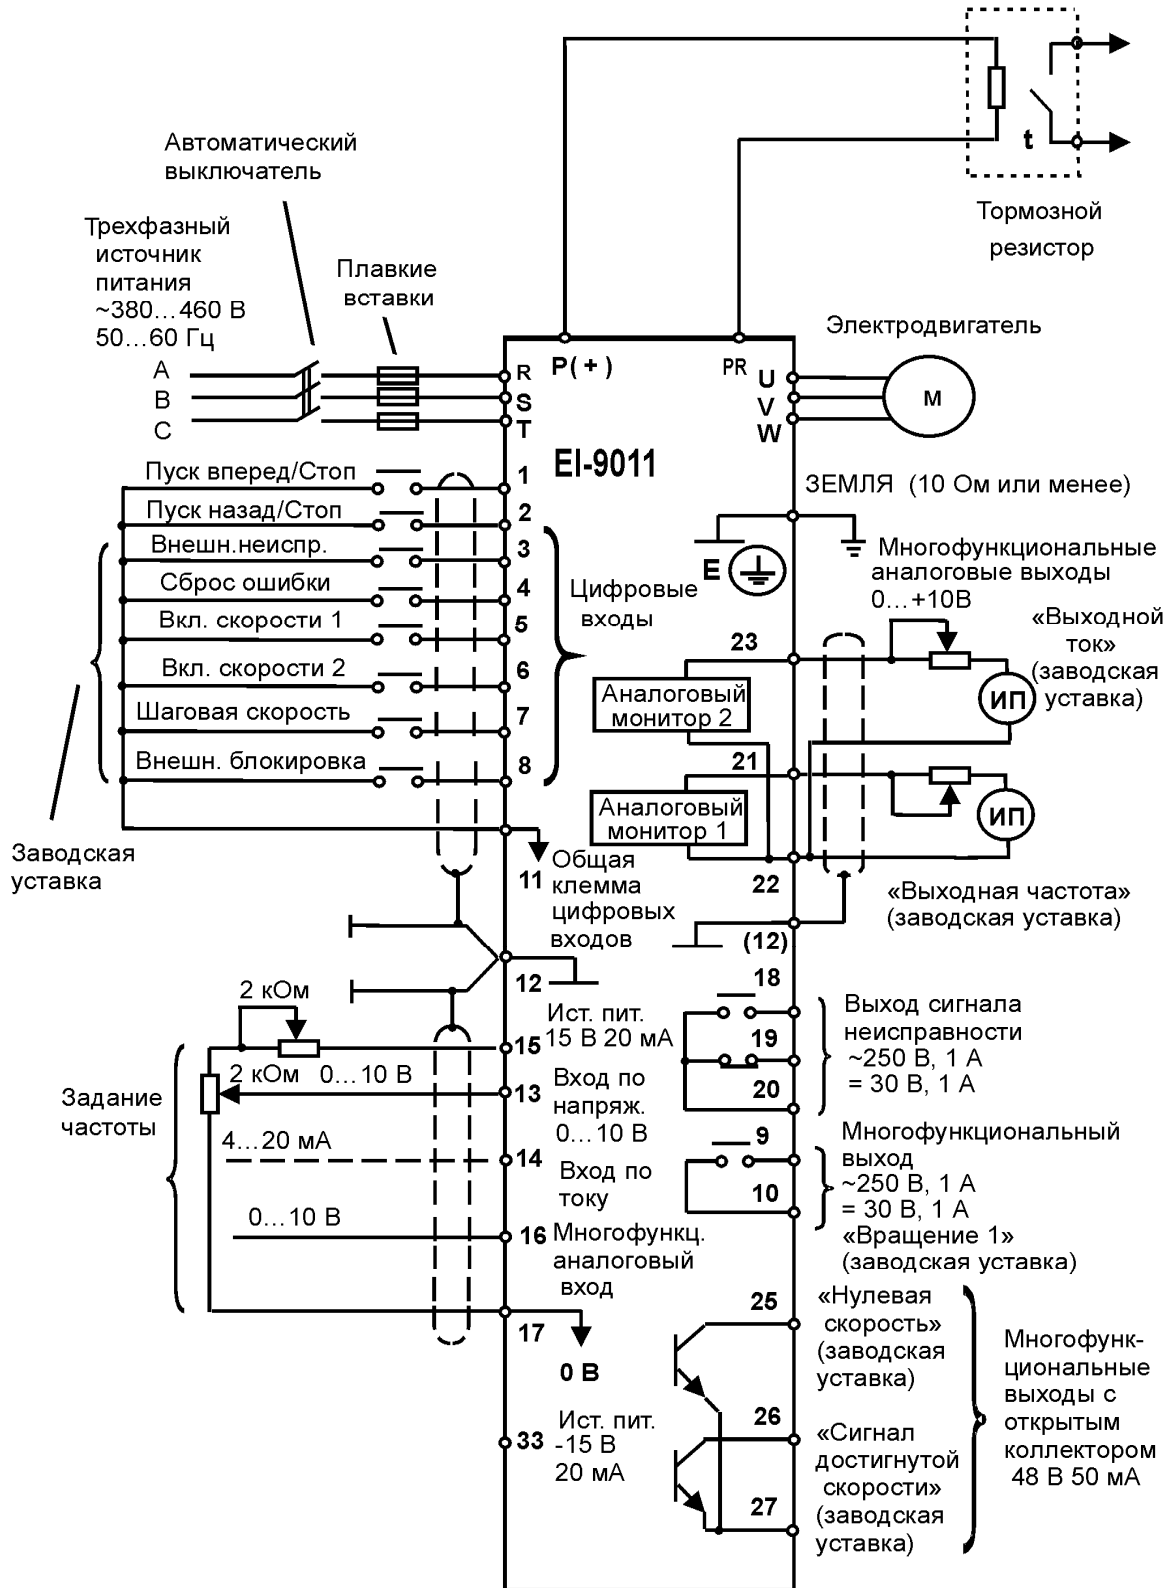 t
Тормозной
резистор
Автоматический
выключатель
Трехфазный
источник
питания
~380...460 В
50...60 Гц
Плавкие
вставки
Электродвигатель
P(+)
PR
A
B
C
R
S
T
U
V
W
М
EI-9011
Пуск вперед/Стоп
1
Пуск назад/Стоп
2
Внешн.неиспр.
3
Сброс ошибки
4
Вкл. скорости 1
5
Вкл. скорости 2
6
Шаговая скорость
7
Внешн. блокировка
8
Цифровые
входы
Заводская
уставка
11
Общая
клемма
цифровых
входов
ЗЕМЛЯ (10 Ом или менее)
E
Многофункциональные
аналоговые выходы
0...+10В
«Выходной
ток»
(заводская
уставка)
23
Аналоговый
монитор 2
ИП
21
Аналоговый
монитор 1
ИП
22
«Выходная частота»
(заводская уставка)
(12)
12
2 кОм
Ист. пит.
15 В 20 мА
15
2 кОм
0...10 В
13
Вход по
напряж.
0...10 В
Задание
частоты
4...20 мА
14
Вход по
току
0...10 В
16
Многофункц.
аналоговый
вход
17
0 В
33
Ист. пит.
-15 В
20 мА
18
19
20
Выход сигнала
неисправности
~250 В, 1 А
= 30 В, 1 А
9
10
Многофункциональный
выход
~250 В, 1 А
= 30 В, 1 А
«Вращение 1»
(заводская уставка)
25
«Нулевая
скорость»
(заводская
уставка)
26
«Сигнал
достигнутой
скорости»
(заводская
уставка)
27
Многофунк-
циональные
выходы с
открытым
коллектором
48 В 50 мА